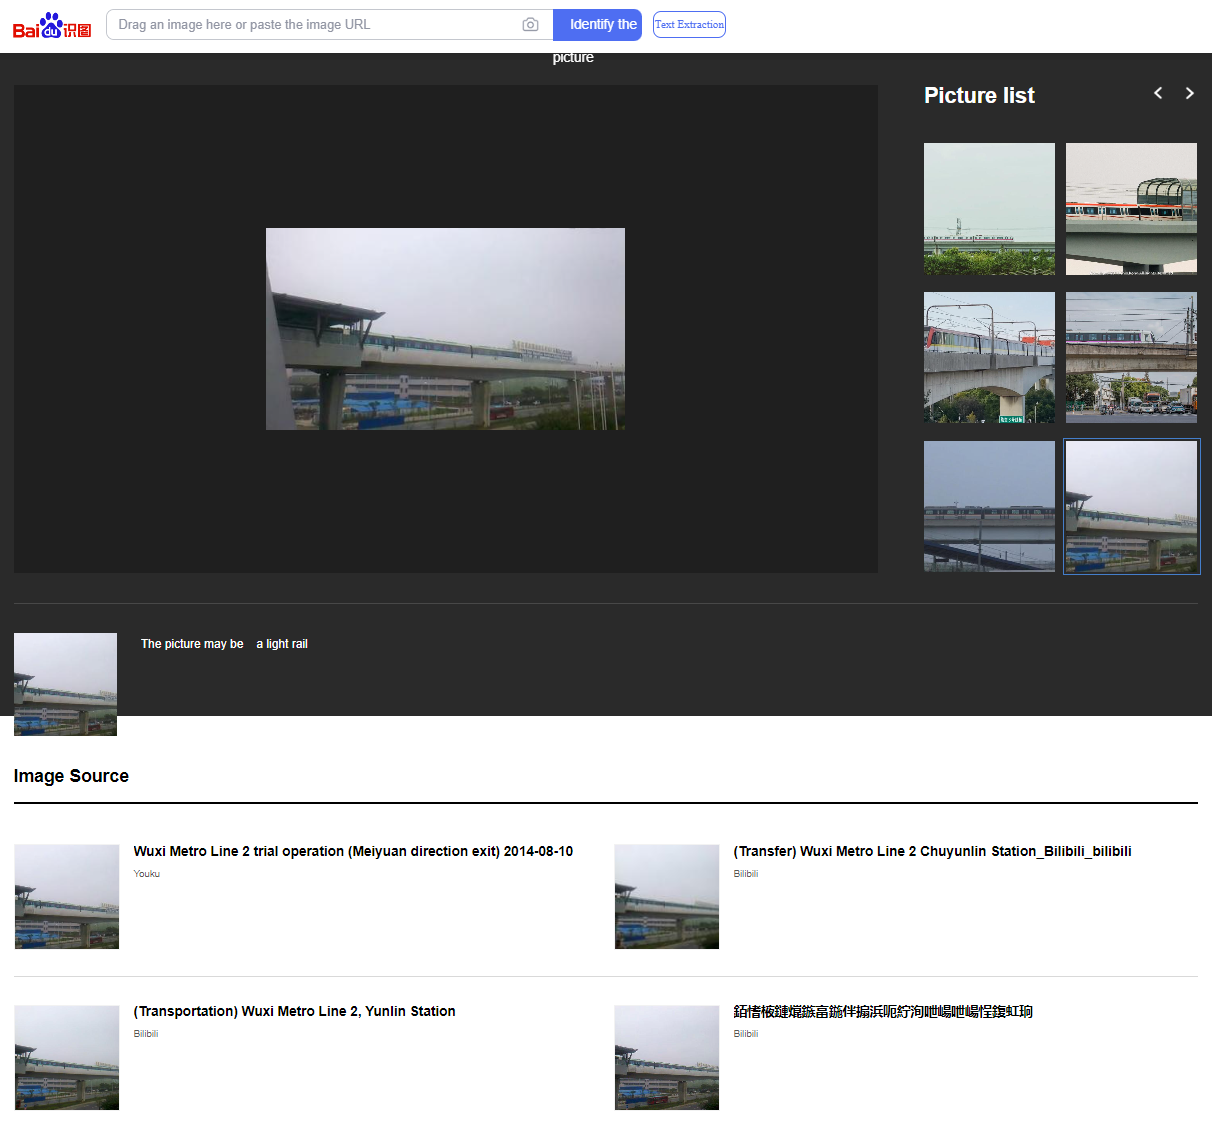 Bai du 识图
Drag an image here or paste the image URL
Identify the
picture
Text Extraction
Picture list
The picture may be a light rail
Image Source
Wuxi Metro Line 2 trial operation (Meiyuan direction exit) 2014-08-10
Youku
(Transfer) Wuxi Metro Line 2 Chuyunlin Station_Bilibili_bilibili
Bilibili
(Transportation) Wuxi Metro Line 2, Yunlin Station
Bilibili
Bilibili